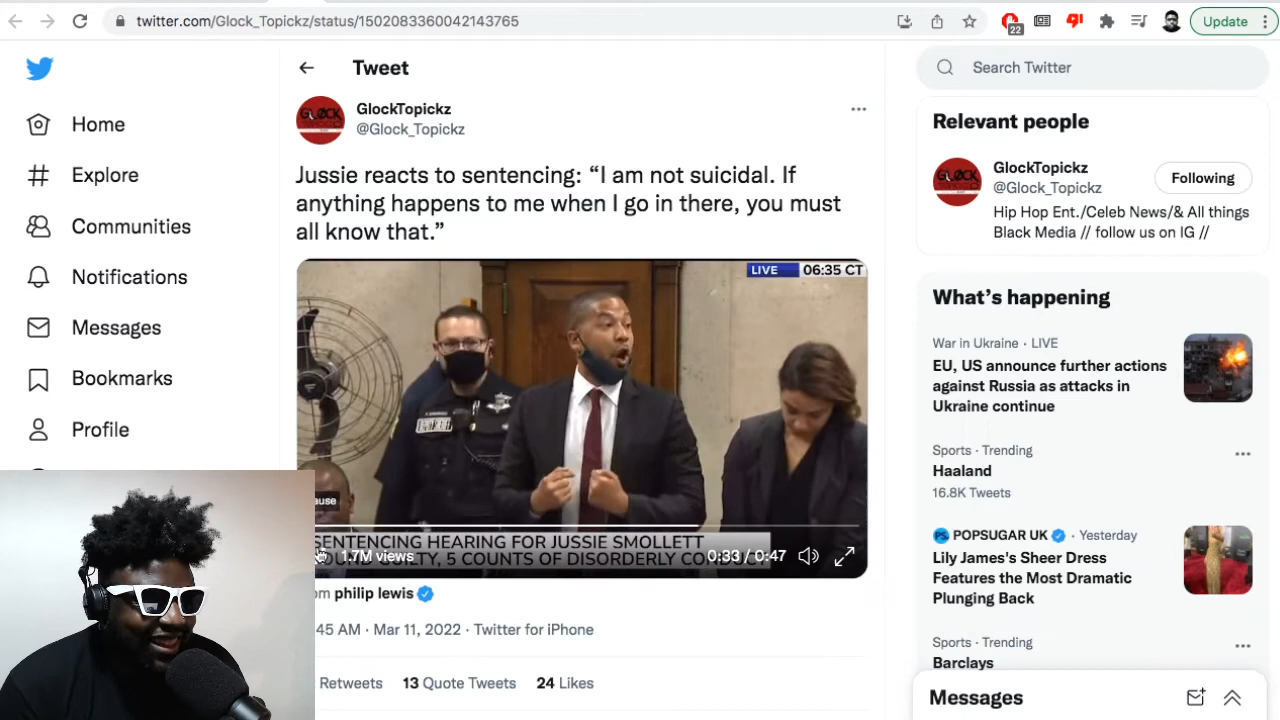 twitter.com/Glock_Topickz/status/1502083360042143765
22
Update
Home
Explore
Communities
Notifications
Messages
Bookmarks
Profile
Tweet
GlockTopickz
@Glock_Topickz
Jussie reacts to sentencing: “I am not suicidal. If
anything happens to me when I go in there, you must
all know that.”
LIVE 06:35 CT
ause
SENTENCING HEARING FOR JUSSIE SMOLLETT
OUND GUILTY, 5 COUNTS OF DISORDERLY CONDUCT
1.7M views
0:33 / 0:47
om philip lewis
45 AM · Mar 11, 2022 · Twitter for iPhone
Retweets 13 Quote Tweets 24 Likes
Search Twitter
Relevant people
GlockTopickz
@Glock_Topickz
Following
Hip Hop Ent./Celeb News/& All things
Black Media // follow us on IG //
What’s happening
War in Ukraine · LIVE
EU, US announce further actions
against Russia as attacks in
Ukraine continue
Sports · Trending
Haaland
16.8K Tweets
POPSUGAR UK · Yesterday
Lily James’s Sheer Dress
Features the Most Dramatic
Plunging Back
Sports · Trending
Barclays
Messages